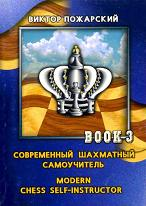 ВИКТОР ПОЖАРСКИЙ
BOOK-3
СОВРЕМЕННЫЙ ШАХМАТНЫЙ
САМОУЧИТЕЛЬ
MODERN
CHESS SELF-INSTRUCTOR